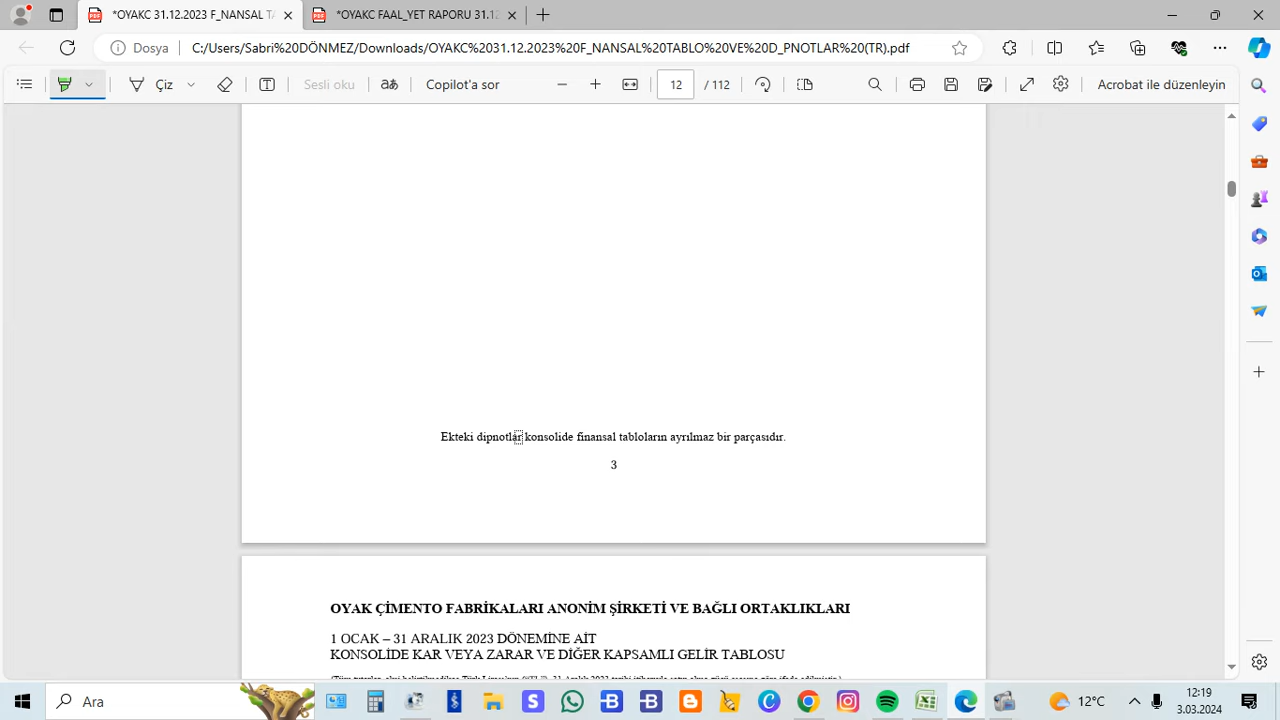 *OYAKC 31.12.2023 F_NANSAL TA
*OYAKC FAAL_YET RAPORU 31.12
Dosya
C:/Users/Sabri%20DÖNMEZ/Downloads/OYAKC%2031.12.2023%20F_NANSAL%20TABLO%20VE%20D_PNOTLAR%20(TR).pdf
Çiz
Sesli oku
aあ
Copilot'a sor
12
/ 112
Acrobat ile düzenleyin
Ekteki dipnotlar konsolide finansal tabloların ayrılmaz bir parçasıdır.
3
OYAK ÇİMENTO FABRİKALARI ANONİM ŞİRKETİ VE BAĞLI ORTAKLIKLARI
1 OCAK – 31 ARALIK 2023 DÖNEMİNE AİT
KONSOLİDE KAR VEYA ZARAR VE DİĞER KAPSAMLI GELİR TABLOSU
Ara
12°C
12:19
3.03.2024